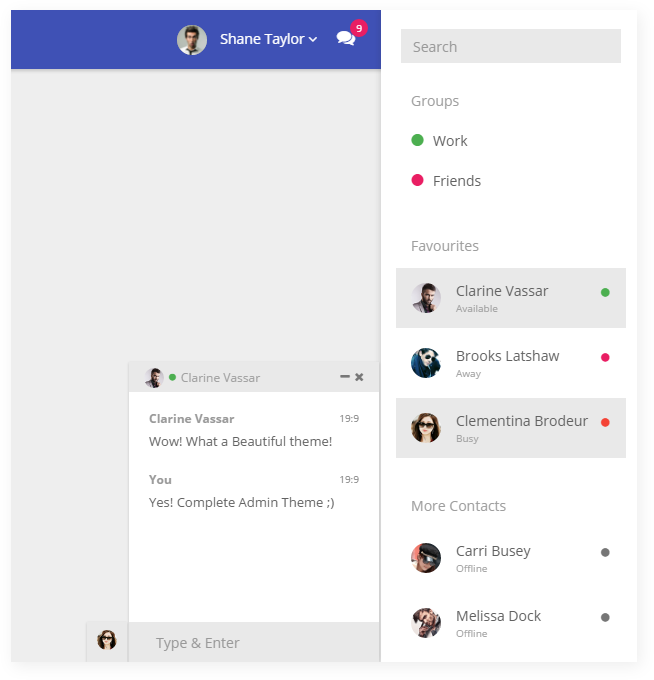 Shane Taylor
9
Search
Groups
Work
Friends
Favourites
Clarine Vassar
Available
Brooks Latshaw
Away
Clementina Brodeur
Busy
More Contacts
Carri Busey
Offline
Melissa Dock
Offline
Clarine Vassar
Clarine Vassar 19:9
Wow! What a Beautiful theme!
You 19:9
Yes! Complete Admin Theme ;)
Type & Enter